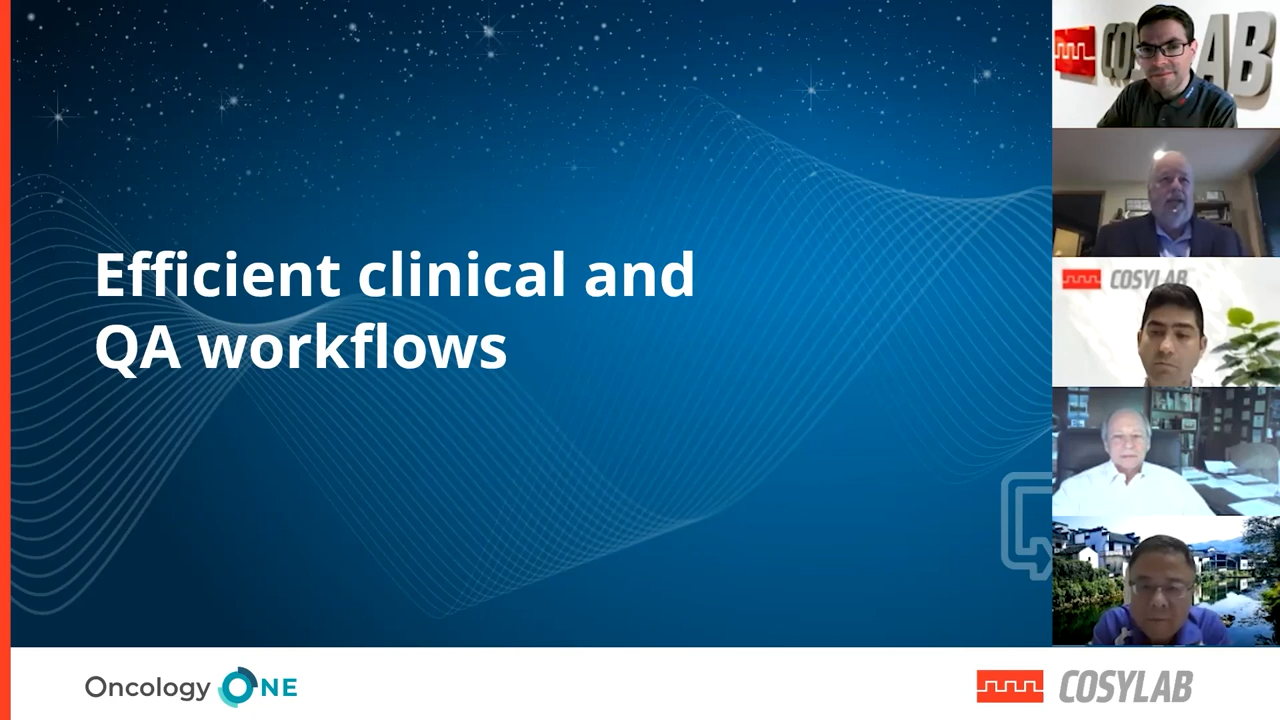 Efficient clinical and
QA workflows
Oncology ONE
COSYLAB
COSYLAB
COSYLAB